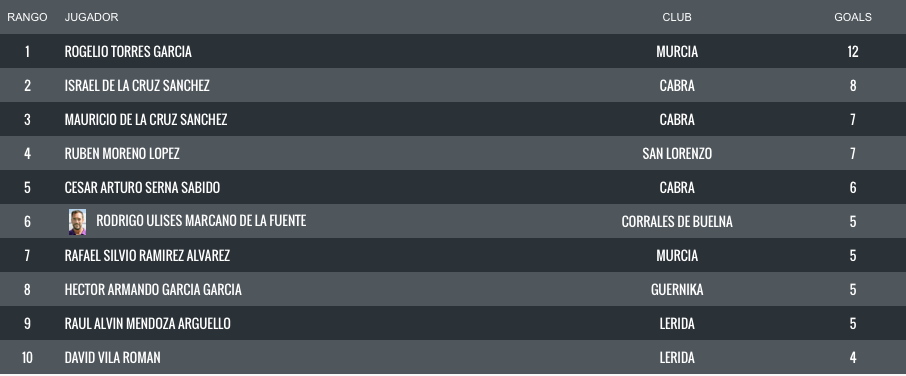 RANGO JUGADOR CLUB GOALS
1 ROGELIO TORRES GARCIA MURCIA 12
2 ISRAEL DE LA CRUZ SANCHEZ CABRA 8
3 MAURICIO DE LA CRUZ SANCHEZ CABRA 7
4 RUBEN MORENO LOPEZ SAN LORENZO 7
5 CESAR ARTURO SERNA SABIDO CABRA 6
6 RODRIGO ULISES MARCANO DE LA FUENTE CORRALES DE BUELNA 5
7 RAFAEL SILVIO RAMIREZ ALVAREZ MURCIA 5
8 HECTOR ARMANDO GARCIA GARCIA GUERNIKA 5
9 RAUL ALVIN MENDOZA ARGUELLO LERIDA 5
10 DAVID VILA ROMAN LERIDA 4